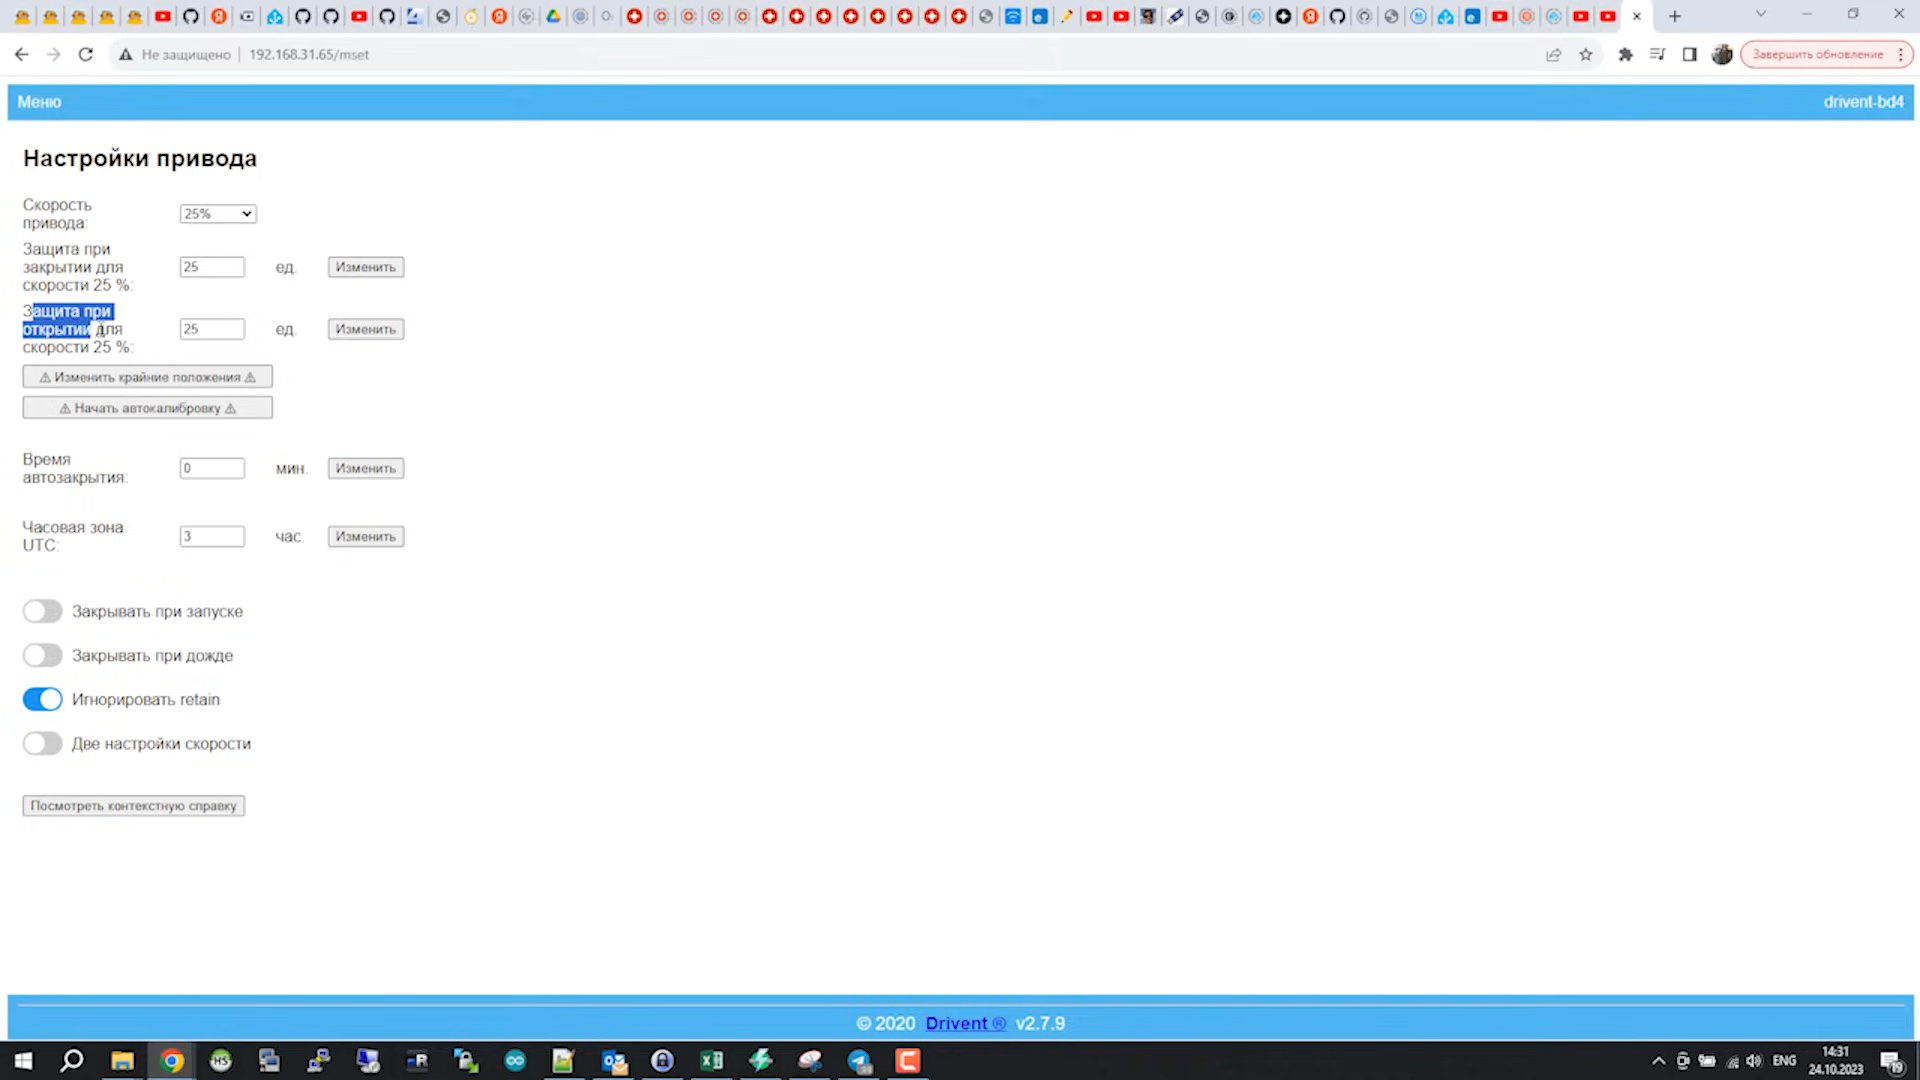 Не защищено
192.168.31.65/mset
Завершить обновление
Меню
drivent-bd4
Настройки привода
Скорость
привода:
25%
Защита при
закрытии для
скорости 25 %:
25
ед.
Изменить
Защита при
открытии для
скорости 25 %:
25
ед.
Изменить
⚠ Изменить крайние положения ⚠
⚠ Начать автокалибровку ⚠
Время
автозакрытия:
0
мин.
Изменить
Часовая зона
UTC:
3
час.
Изменить
Закрывать при запуске
Закрывать при дожде
Игнорировать retain
Две настройки скорости
Посмотреть контекстную справку
© 2020 Drivent ® v2.7.9
ENG
14:31
24.10.2023
19